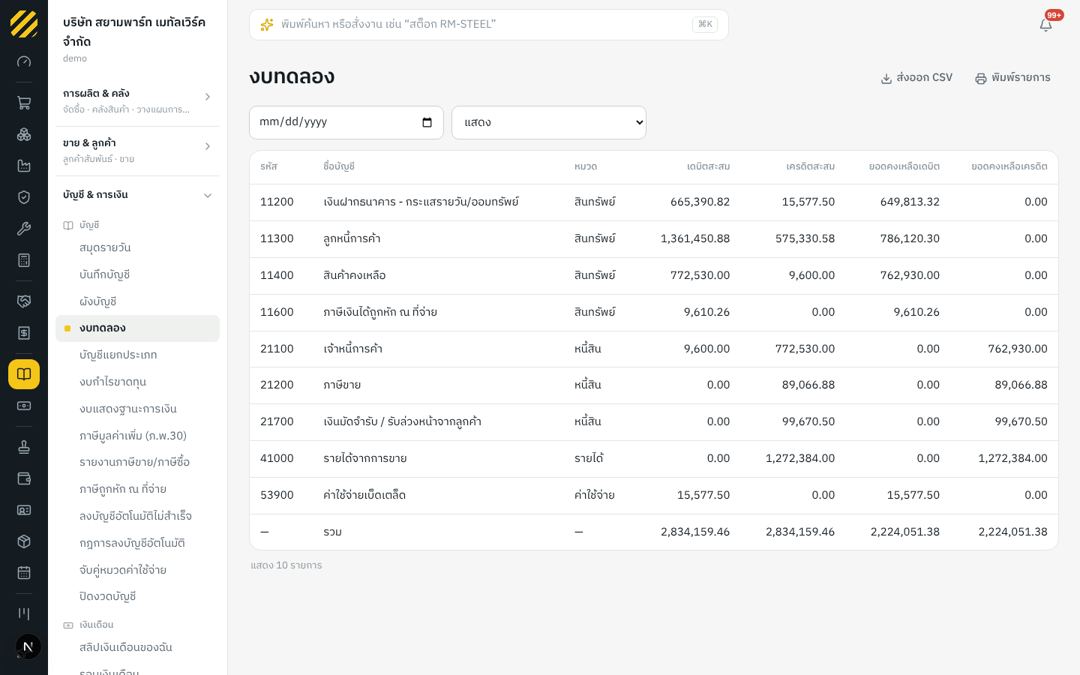 บริษัท สยามพาร์ท เมทัลเวิร์ค จำกัด
demo
การผลิต & คลัง
จัดซื้อ · คลังสินค้า · วางแผนการ...
ขาย & ลูกค้า
ลูกค้าสัมพันธ์ · ขาย
บัญชี & การเงิน
บัญชี
สมุดรายวัน
บันทึกบัญชี
ผังบัญชี
งบทดลอง
บัญชีแยกประเภท
งบกำไรขาดทุน
งบแสดงฐานะการเงิน
ภาษีมูลค่าเพิ่ม (ภ.พ.30)
รายงานภาษีขาย/ภาษีซื้อ
ภาษีถูกหัก ณ ที่จ่าย
ลงบัญชีอัตโนมัติไม่สำเร็จ
กฎการลงบัญชีอัตโนมัติ
จับคู่หมวดค่าใช้จ่าย
ปิดงวดบัญชี
เงินเดือน
สลิปเงินเดือนของฉัน
รอบเงินเดือน
N
พิมพ์ค้นหา หรือสั่งงาน เช่น "สต็อก RM-STEEL" ⌘K
99+
งบทดลอง
ส่งออก CSV พิมพ์รายการ
mm/dd/yyyy แสดง
รหัส ชื่อบัญชี หมวด เดบิตสะสม เครดิตสะสม ยอดคงเหลือเดบิต ยอดคงเหลือเครดิต
11200 เงินฝากธนาคาร - กระแสรายวัน/ออมทรัพย์ สินทรัพย์ 665,390.82 15,577.50 649,813.32 0.00
11300 ลูกหนี้การค้า สินทรัพย์ 1,361,450.88 575,330.58 786,120.30 0.00
11400 สินค้าคงเหลือ สินทรัพย์ 772,530.00 9,600.00 762,930.00 0.00
11600 ภาษีเงินได้ถูกหัก ณ ที่จ่าย สินทรัพย์ 9,610.26 0.00 9,610.26 0.00
21100 เจ้าหนี้การค้า หนี้สิน 9,600.00 772,530.00 0.00 762,930.00
21200 ภาษีขาย หนี้สิน 0.00 89,066.88 0.00 89,066.88
21700 เงินมัดจำรับ / รับล่วงหน้าจากลูกค้า หนี้สิน 0.00 99,670.50 0.00 99,670.50
41000 รายได้จากการขาย รายได้ 0.00 1,272,384.00 0.00 1,272,384.00
53900 ค่าใช้จ่ายเบ็ดเตล็ด ค่าใช้จ่าย 15,577.50 0.00 15,577.50 0.00
— รวม — 2,834,159.46 2,834,159.46 2,224,051.38 2,224,051.38
แสดง 10 รายการ